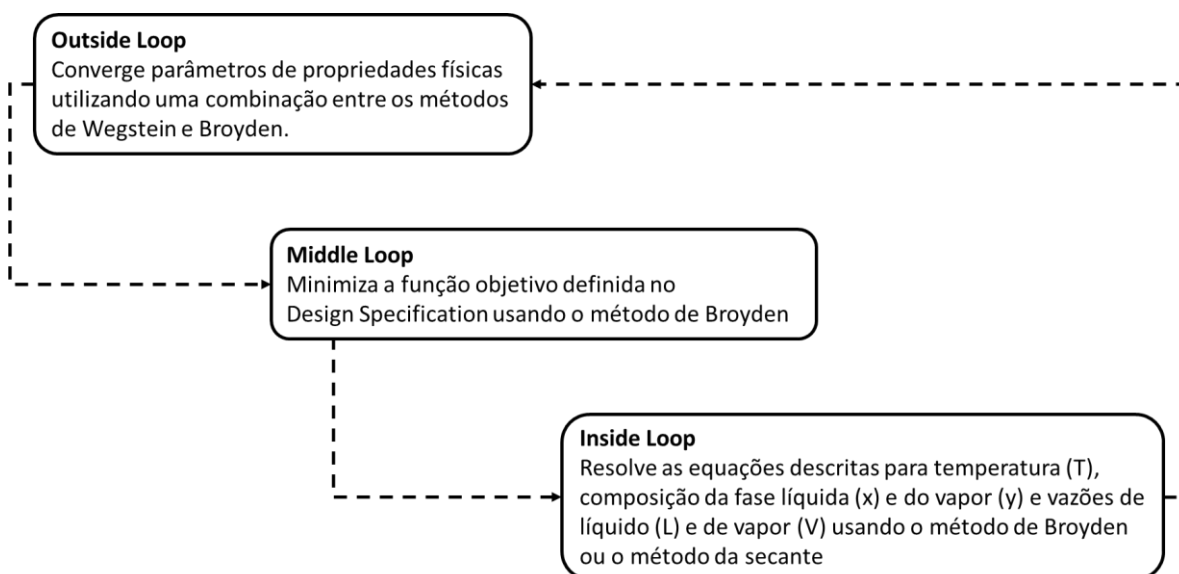 Outside Loop
Converge parâmetros de propriedades físicas
utilizando uma combinação entre os métodos
de Wegstein e Broyden.
Middle Loop
Minimiza a função objetivo definida no
Design Specification usando o método de Broyden
Inside Loop
Resolve as equações descritas para temperatura (T),
composição da fase líquida (x) e do vapor (y) e vazões de
líquido (L) e de vapor (V) usando o método de Broyden
ou o método da secante